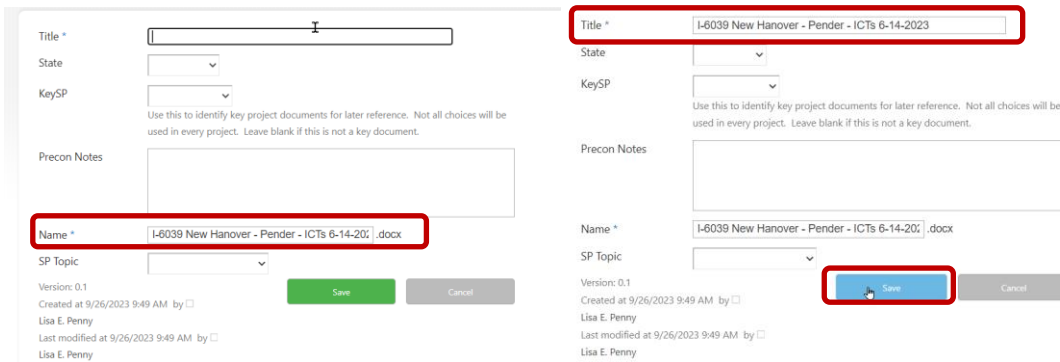 Title *
State
KeySP
Use this to identify key project documents for later reference. Not all choices will be
used in every project. Leave blank if this is not a key document.
Precon Notes
Name * I-6039 New Hanover - Pender - ICTs 6-14-202 .docx
SP Topic
Version: 0.1
Created at 9/26/2023 9:49 AM by
Lisa E. Penny
Last modified at 9/26/2023 9:49 AM by
Lisa E. Penny
Save Cancel
Title * I-6039 New Hanover - Pender - ICTs 6-14-2023
State
KeySP
Use this to identify key project documents for later reference. Not all choices will be
used in every project. Leave blank if this is not a key document.
Precon Notes
Name * I-6039 New Hanover - Pender - ICTs 6-14-202 .docx
SP Topic
Version: 0.1
Created at 9/26/2023 9:49 AM by
Lisa E. Penny
Last modified at 9/26/2023 9:49 AM by
Lisa E. Penny
Save Cancel